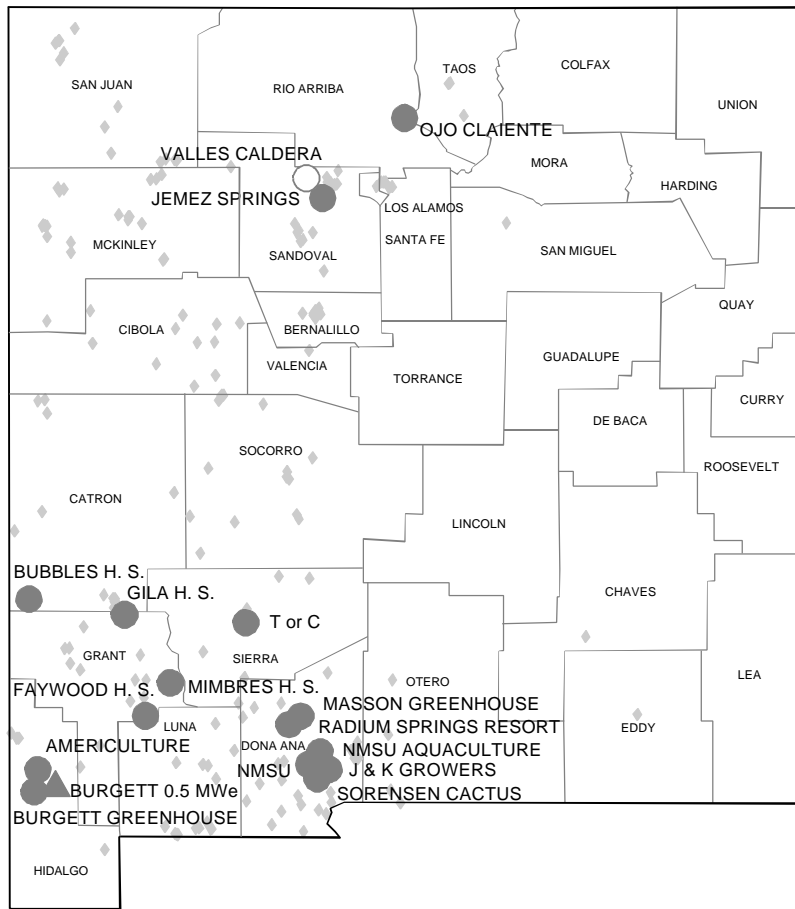 TAOS
COLFAX
SAN JUAN
RIO ARRIBA
UNION
OJO CLAIENTE
VALLES CALDERA
MORA
HARDING
JEMEZ SPRINGS
LOS ALAMOS
SANTA FE
MCKINLEY
SANDOVAL
SAN MIGUEL
QUAY
CIBOLA
BERNALILLO
GUADALUPE
VALENCIA
TORRANCE
CURRY
DE BACA
SOCORRO
ROOSEVELT
CATRON
LINCOLN
BUBBLES H. S.
GILA H. S.
CHAVES
T or C
GRANT
SIERRA
LEA
OTERO
FAYWOOD H. S.
MIMBRES H. S.
MASSON GREENHOUSE
LUNA
RADIUM SPRINGS RESORT
EDDY
AMERICULTURE
DONA ANA
NMSU AQUACULTURE
NMSU
J & K GROWERS
BURGETT 0.5 MWe
SORENSEN CACTUS
BURGETT GREENHOUSE
HIDALGO